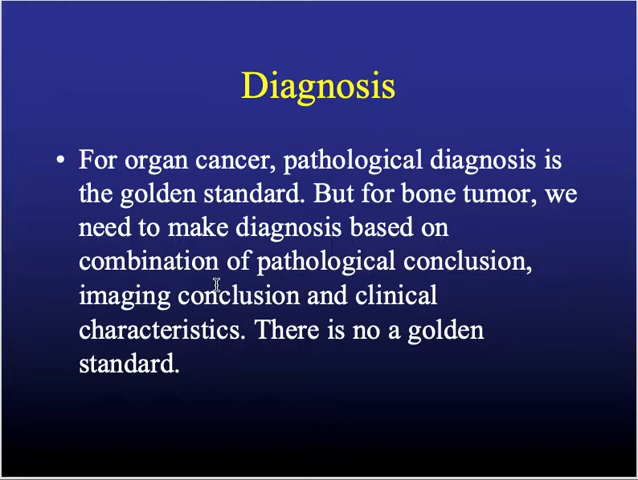 Diagnosis
• For organ cancer, pathological diagnosis is
the golden standard. But for bone tumor, we
need to make diagnosis based on
combination of pathological conclusion,
imaging conclusion and clinical
characteristics. There is no a golden
standard.